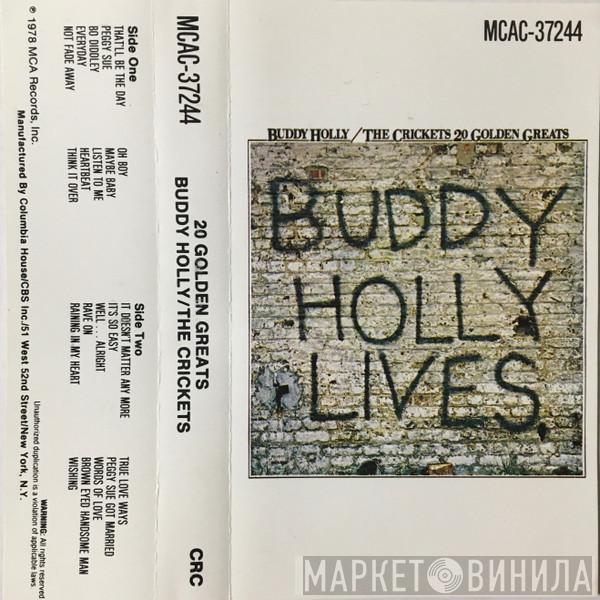 MCAC-37244
BUDDY HOLLY/THE CRICKETS 20 GOLDEN GREATS
BUDDY
HOLLY
LIVES.
MCAC-37244
20 GOLDEN GREATS
BUDDY HOLLY/THE CRICKETS
CRC
Side One
THAT'LL BE THE DAY
PEGGY SUE
BO DIDDLEY
EVERYDAY
NOT FADE AWAY
OH BOY
MAYBE BABY
LISTEN TO ME
HEARTBEAT
THINK IT OVER
Side Two
IT DOESN'T MATTER ANY MORE
IT'S SO EASY
WELL . . . ALRIGHT
RAVE ON
RAINING IN MY HEART
TRUE LOVE WAYS
PEGGY SUE GOT MARRIED
WORDS OF LOVE
BROWN EYED HANDSOME MAN
WISHING
℗ 1978 MCA Records, Inc.
Manufactured By Columbia House/CBS Inc./51 West 52nd Street/New York, N.Y.
WARNING: All rights reserved
Unauthorized duplication is a violation of applicable laws
МАРКЕТ ВИНИЛА